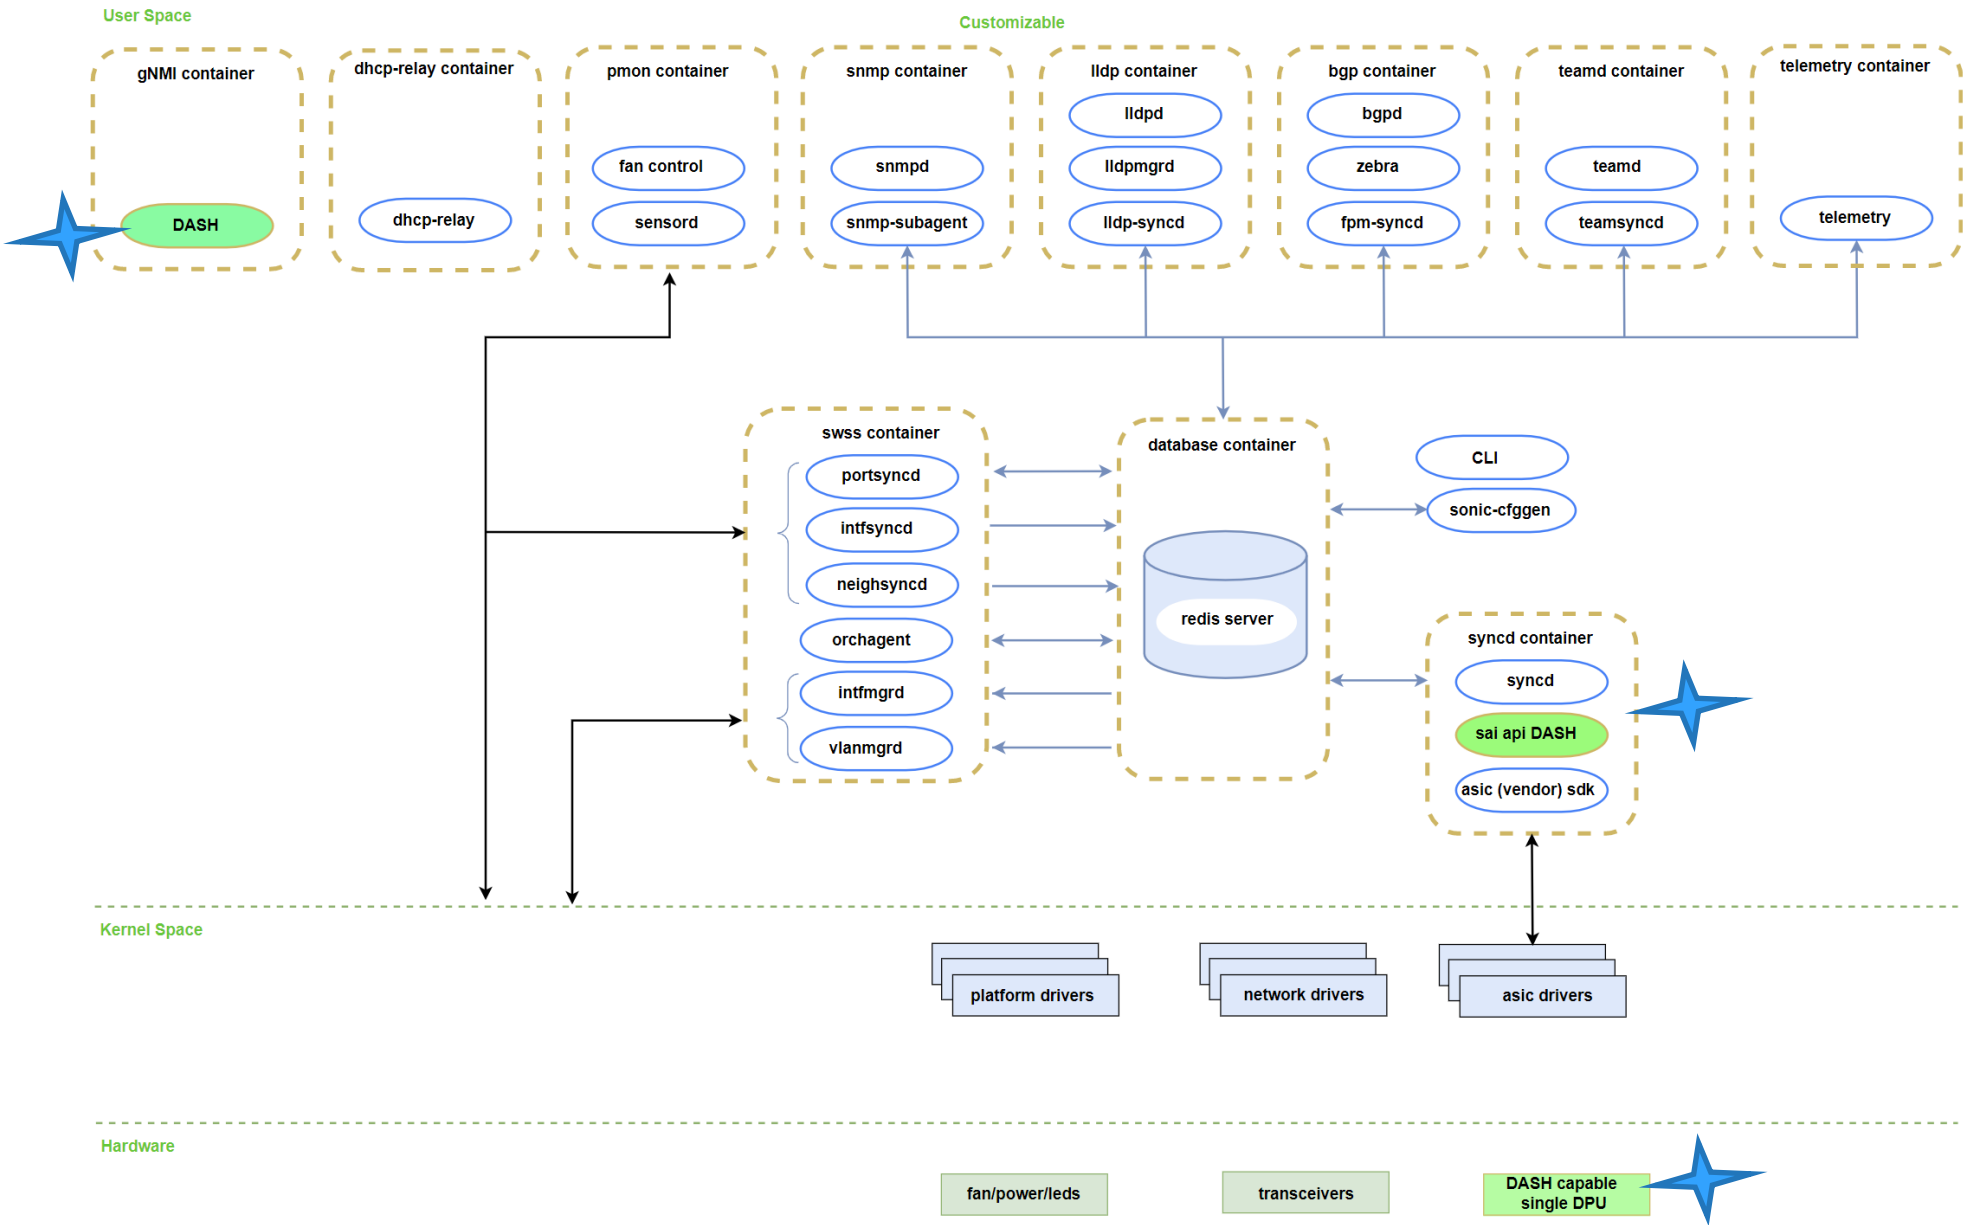 User Space
Customizable
gNMI container
dhcp-relay container
pmon container
snmp container
lldp container
bgp container
teamd container
telemetry container
lldpd
bgpd
fan control
snmpd
lldpmgrd
zebra
teamd
DASH
dhcp-relay
sensord
snmp-subagent
lldp-syncd
fpm-syncd
teamsyncd
telemetry
swss container
portsyncd
intfsyncd
neighsyncd
orchagent
intfmgrd
vlanmgrd
database container
redis server
CLI
sonic-cfggen
syncd container
syncd
sai api DASH
asic (vendor) sdk
Kernel Space
platform drivers
network drivers
asic drivers
Hardware
fan/power/leds
transceivers
DASH capable
single DPU